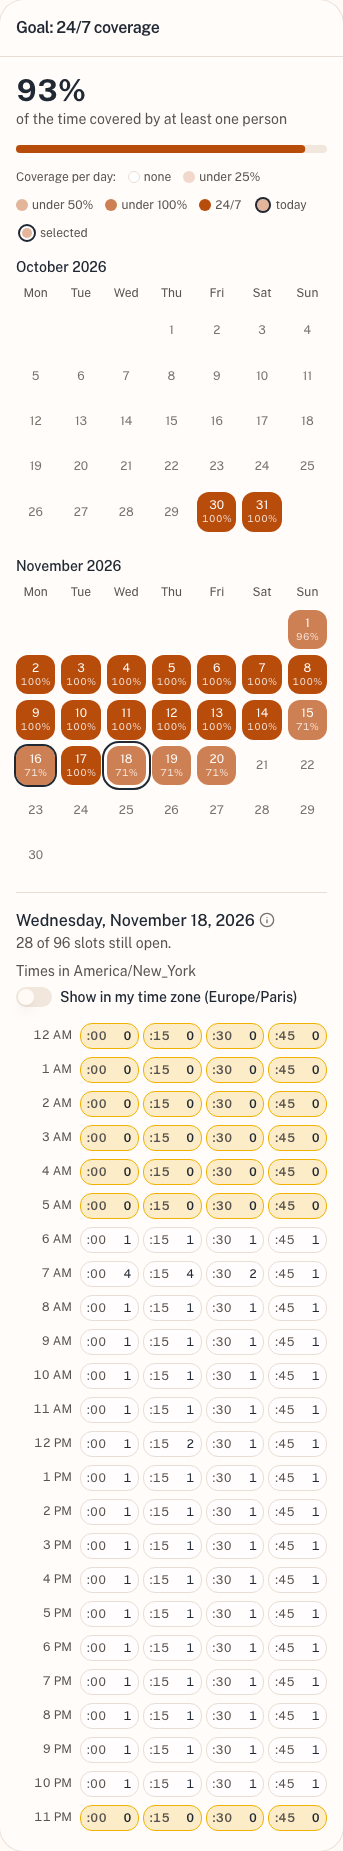 Goal: 24/7 coverage
93%
of the time covered by at least one person
Coverage per day: none under 25%
under 50% under 100% 24/7 today
selected
October 2026
Mon Tue Wed Thu Fri Sat Sun
1 2 3 4
5 6 7 8 9 10 11
12 13 14 15 16 17 18
19 20 21 22 23 24 25
26 27 28 29 30 31
100% 100%
November 2026
Mon Tue Wed Thu Fri Sat Sun
1
96%
2 3 4 5 6 7 8
100% 100% 100% 100% 100% 100% 100%
9 10 11 12 13 14 15
100% 100% 100% 100% 100% 100% 71%
16 17 18 19 20 21 22
71% 100% 71% 71% 71%
23 24 25 26 27 28 29
30
Wednesday, November 18, 2026
28 of 96 slots still open.
Times in America/New_York
Show in my time zone (Europe/Paris)
12 AM :00 0 :15 0 :30 0 :45 0
1 AM :00 0 :15 0 :30 0 :45 0
2 AM :00 0 :15 0 :30 0 :45 0
3 AM :00 0 :15 0 :30 0 :45 0
4 AM :00 0 :15 0 :30 0 :45 0
5 AM :00 0 :15 0 :30 0 :45 0
6 AM :00 1 :15 1 :30 1 :45 1
7 AM :00 4 :15 4 :30 2 :45 1
8 AM :00 1 :15 1 :30 1 :45 1
9 AM :00 1 :15 1 :30 1 :45 1
10 AM :00 1 :15 1 :30 1 :45 1
11 AM :00 1 :15 1 :30 1 :45 1
12 PM :00 1 :15 2 :30 1 :45 1
1 PM :00 1 :15 1 :30 1 :45 1
2 PM :00 1 :15 1 :30 1 :45 1
3 PM :00 1 :15 1 :30 1 :45 1
4 PM :00 1 :15 1 :30 1 :45 1
5 PM :00 1 :15 1 :30 1 :45 1
6 PM :00 1 :15 1 :30 1 :45 1
7 PM :00 1 :15 1 :30 1 :45 1
8 PM :00 1 :15 1 :30 1 :45 1
9 PM :00 1 :15 1 :30 1 :45 1
10 PM :00 1 :15 1 :30 1 :45 1
11 PM :00 0 :15 0 :30 0 :45 0